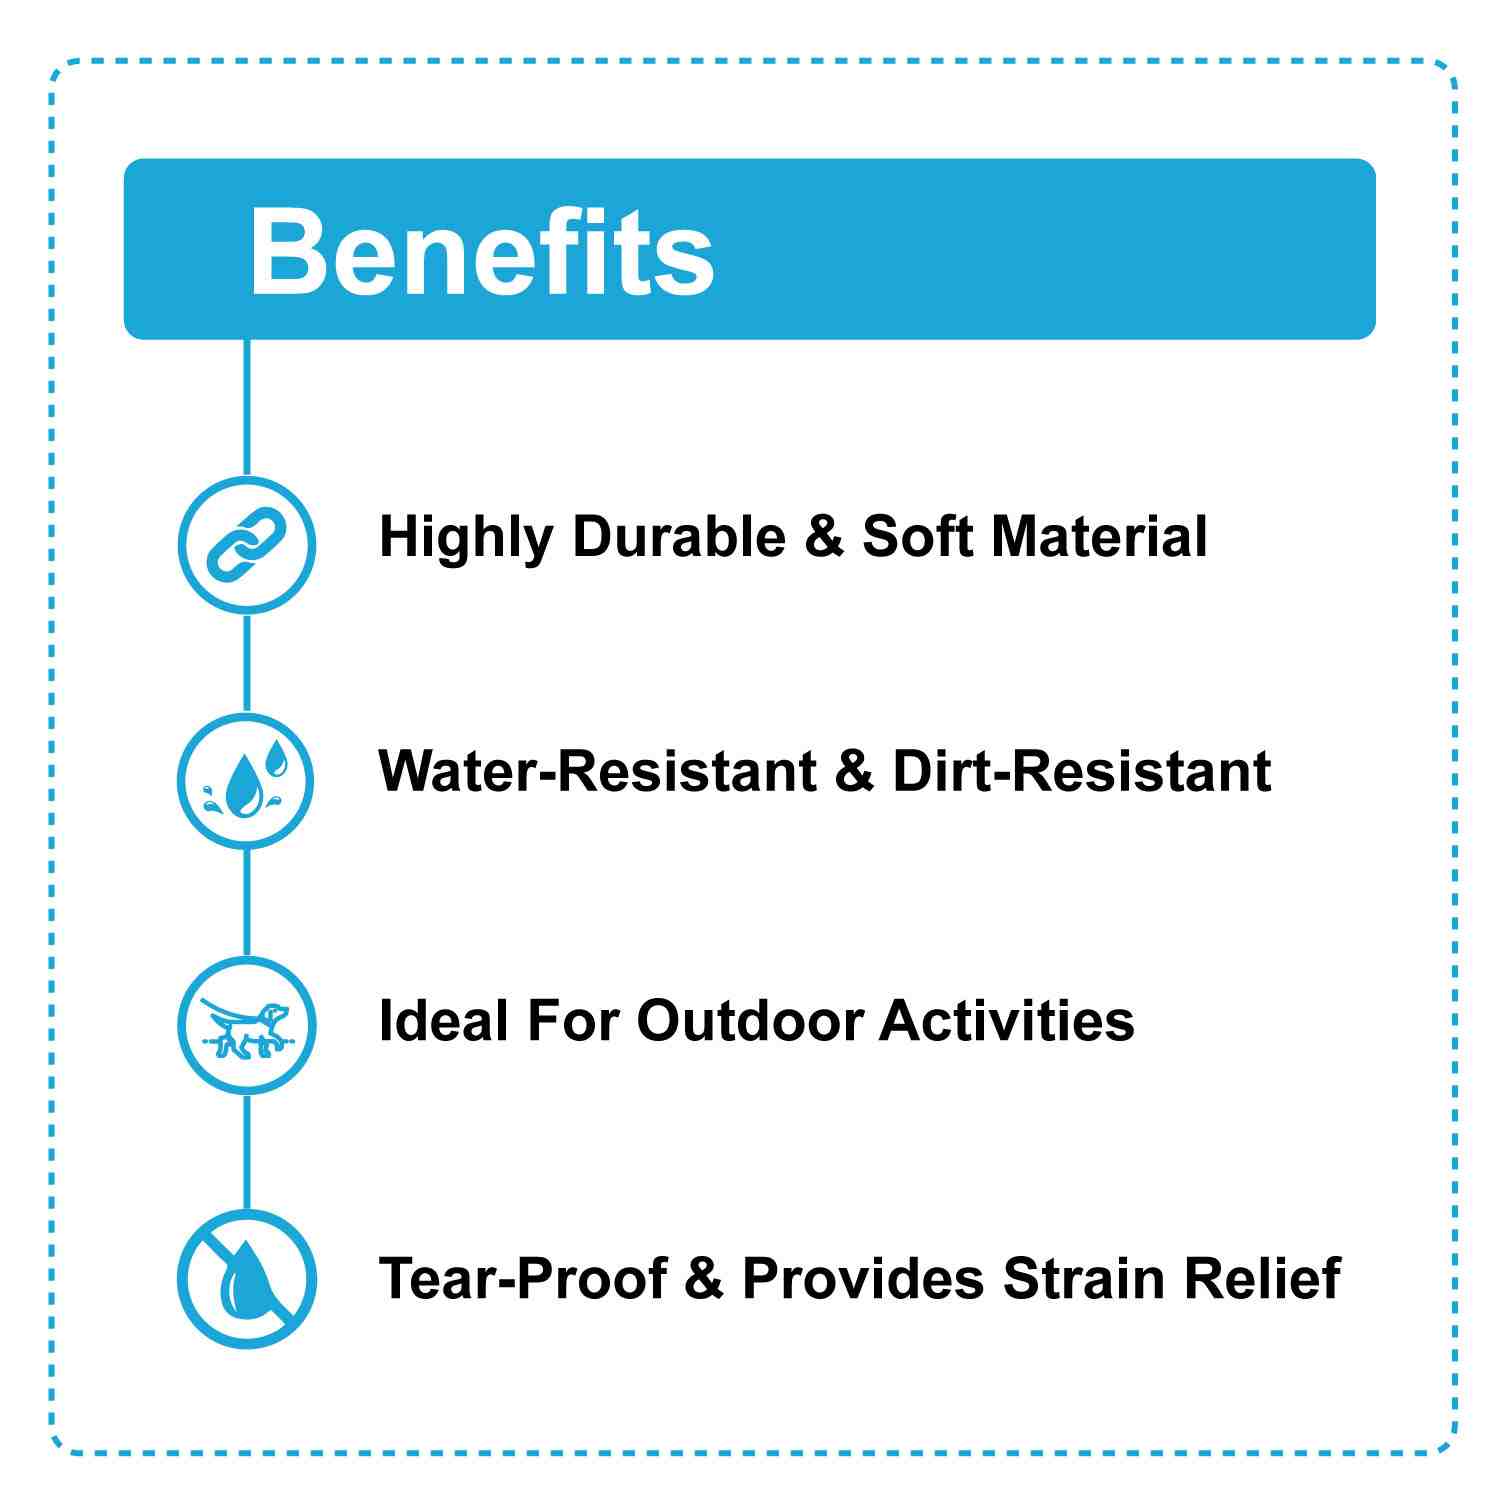 Benefits
Highly Durable & Soft Material
Water-Resistant & Dirt-Resistant
Ideal For Outdoor Activities
Tear-Proof & Provides Strain Relief